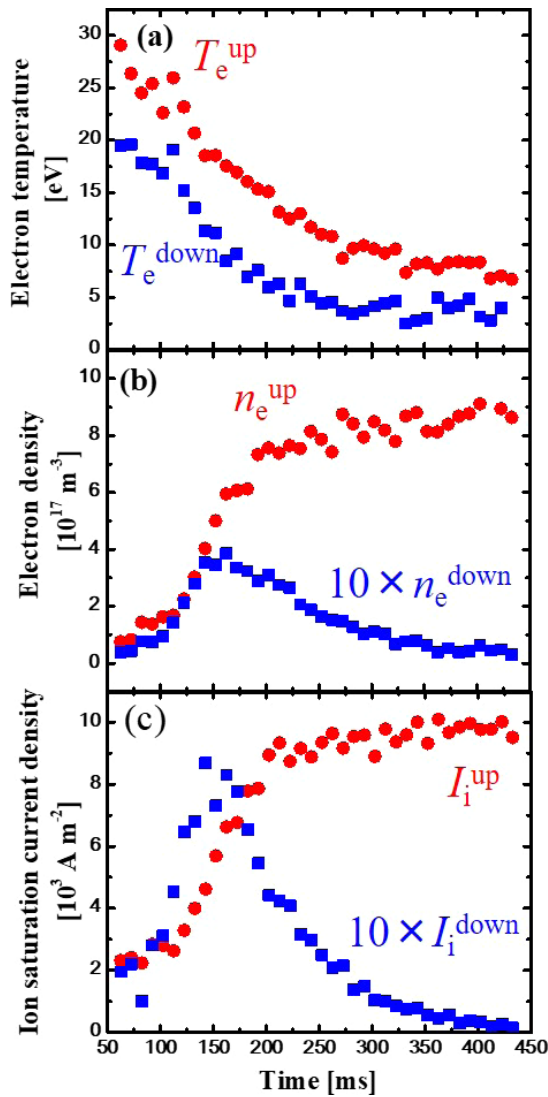 (a)
T_e^up
T_e^down
Electron temperature
[eV]
30
25
20
15
10
5
0
(b)
n_e^up
10 × n_e^down
Electron density
[10^17 m^-3]
10
8
6
4
2
0
(c)
I_i^up
10 × I_i^down
Ion saturation current density
[10^3 A m^-2]
10
8
6
4
2
0
50 100 150 200 250 300 350 400 450
Time [ms]